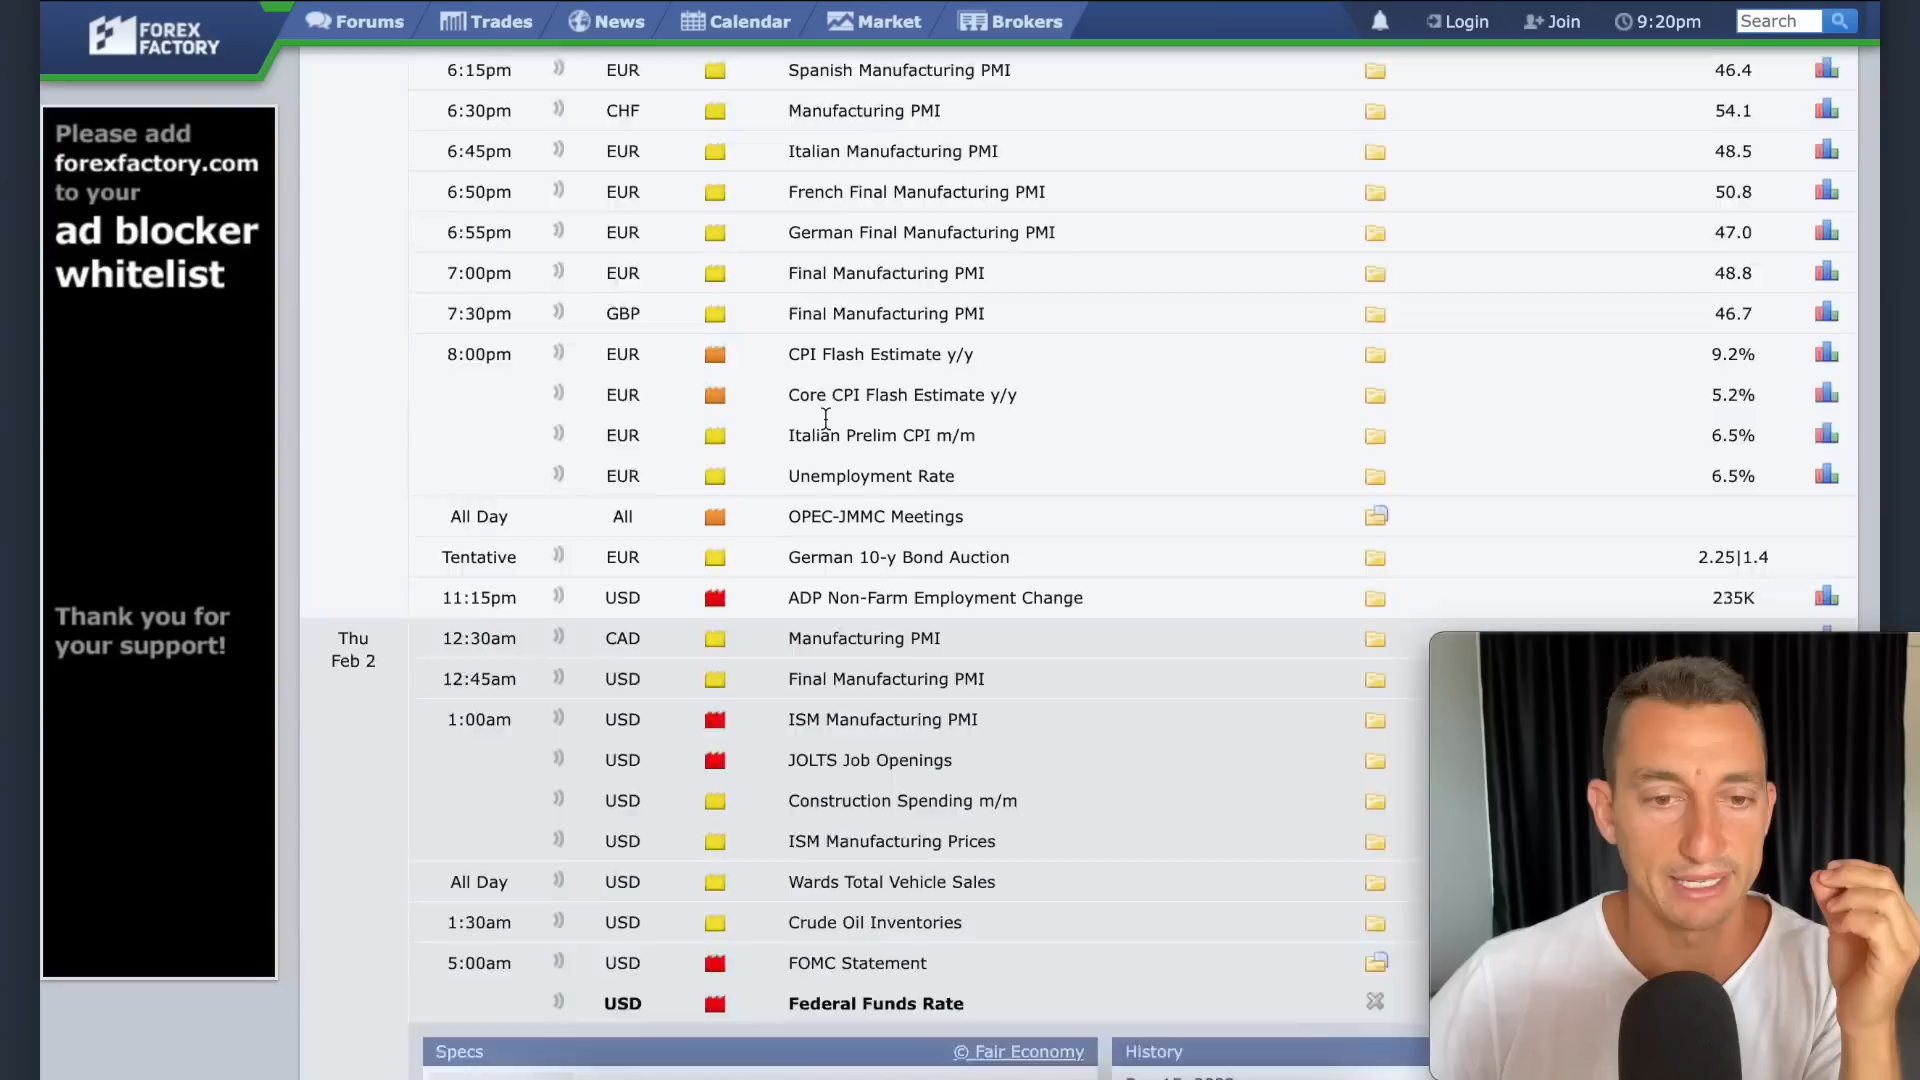 FOREX
FACTORY
Forums
Trades
News
Calendar
Market
Brokers
Login
Join
9:20pm
Search
Please add
forexfactory.com
to your
ad blocker
whitelist
Thank you for
your support!
6:15pm EUR Spanish Manufacturing PMI 46.4
6:30pm CHF Manufacturing PMI 54.1
6:45pm EUR Italian Manufacturing PMI 48.5
6:50pm EUR French Final Manufacturing PMI 50.8
6:55pm EUR German Final Manufacturing PMI 47.0
7:00pm EUR Final Manufacturing PMI 48.8
7:30pm GBP Final Manufacturing PMI 46.7
8:00pm EUR CPI Flash Estimate y/y 9.2%
EUR Core CPI Flash Estimate y/y 5.2%
EUR Italian Prelim CPI m/m 6.5%
EUR Unemployment Rate 6.5%
All Day All OPEC-JMMC Meetings
Tentative EUR German 10-y Bond Auction 2.25|1.4
11:15pm USD ADP Non-Farm Employment Change 235K
Thu
Feb 2
12:30am CAD Manufacturing PMI
12:45am USD Final Manufacturing PMI
1:00am USD ISM Manufacturing PMI
USD JOLTS Job Openings
USD Construction Spending m/m
USD ISM Manufacturing Prices
All Day USD Wards Total Vehicle Sales
1:30am USD Crude Oil Inventories
5:00am USD FOMC Statement
USD Federal Funds Rate
Specs © Fair Economy
History